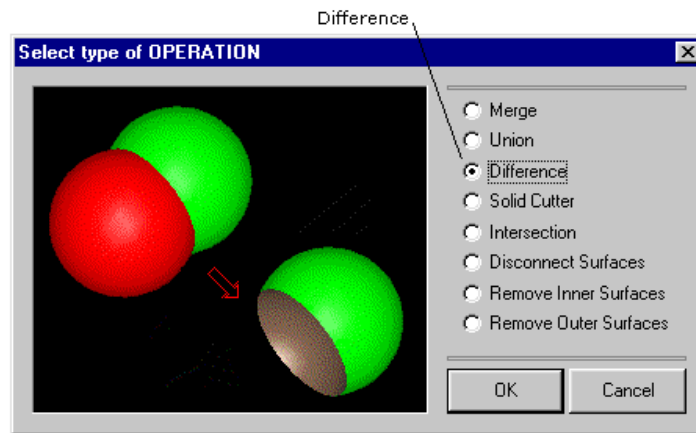 Difference
Select type of OPERATION
Merge
Union
Difference
Solid Cutter
Intersection
Disconnect Surfaces
Remove Inner Surfaces
Remove Outer Surfaces
OK Cancel